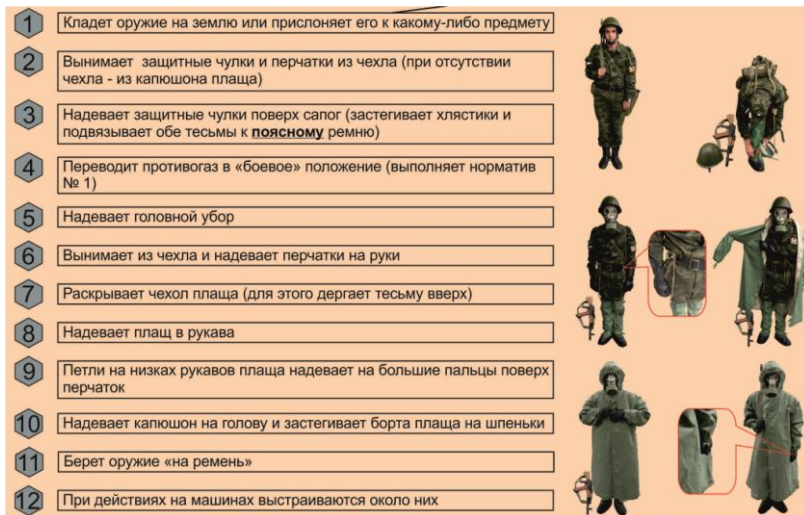 1 Кладет оружие на землю или прислоняет его к какому-либо предмету
2 Вынимает защитные чулки и перчатки из чехла (при отсутствии
чехла - из капюшона плаща)
3 Надевает защитные чулки поверх сапог (застегивает хлястики и
подвязывает обе тесьмы к поясному ремню)
4 Переводит противогаз в «боевое» положение (выполняет норматив
№ 1)
5 Надевает головной убор
6 Вынимает из чехла и надевает перчатки на руки
7 Раскрывает чехол плаща (для этого дергает тесьму вверх)
8 Надевает плащ в рукава
9 Петли на низках рукавов плаща надевает на большие пальцы поверх
перчаток
10 Надевает капюшон на голову и застегивает борта плаща на шпеньки
11 Берет оружие «на ремень»
12 При действиях на машинах выстраиваются около них